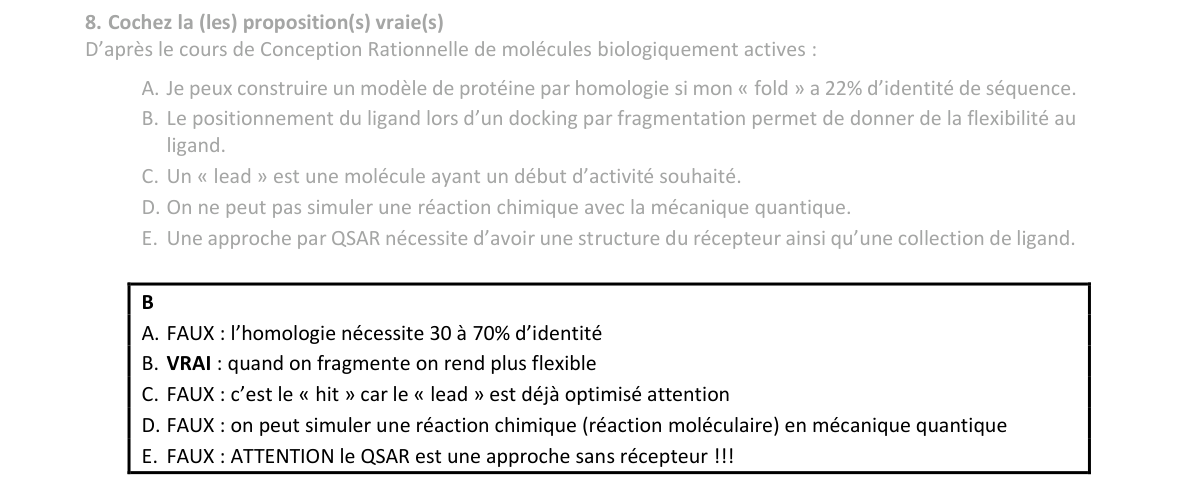 8. Cochez la (les) proposition(s) vraie(s)
D’après le cours de Conception Rationnelle de molécules biologiquement actives :
A. Je peux construire un modèle de protéine par homologie si mon « fold » a 22% d’identité de séquence.
B. Le positionnement du ligand lors d’un docking par fragmentation permet de donner de la flexibilité au
ligand.
C. Un « lead » est une molécule ayant un début d’activité souhaité.
D. On ne peut pas simuler une réaction chimique avec la mécanique quantique.
E. Une approche par QSAR nécessite d’avoir une structure du récepteur ainsi qu’une collection de ligand.
B
A. FAUX : l’homologie nécessite 30 à 70% d’identité
B. VRAI : quand on fragmente on rend plus flexible
C. FAUX : c’est le « hit » car le « lead » est déjà optimisé attention
D. FAUX : on peut simuler une réaction chimique (réaction moléculaire) en mécanique quantique
E. FAUX : ATTENTION le QSAR est une approche sans récepteur !!!